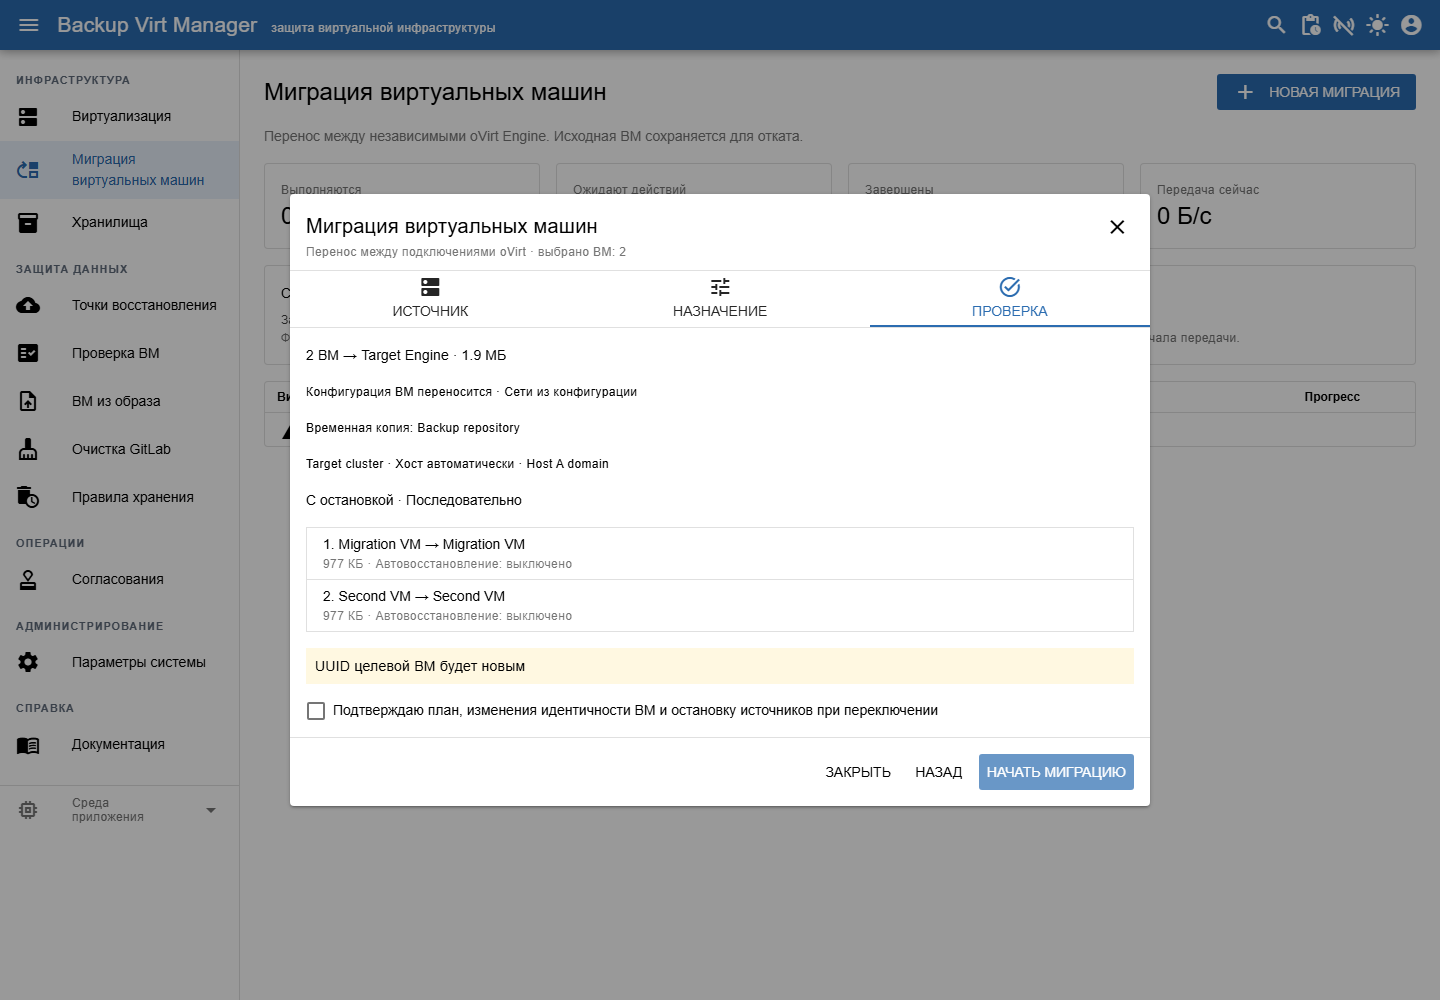 Backup Virt Manager защита виртуальной инфраструктуры
ИНФРАСТРУКТУРА
Виртуализация
Миграция
виртуальных машин
Хранилища
ЗАЩИТА ДАННЫХ
Точки восстановления
Проверка ВМ
ВМ из образа
Очистка GitLab
Правила хранения
ОПЕРАЦИИ
Согласования
АДМИНИСТРИРОВАНИЕ
Параметры системы
СПРАВКА
Документация
Среда
приложения
Миграция виртуальных машин
НОВАЯ МИГРАЦИЯ
Перенос между независимыми oVirt Engine. Исходная ВМ сохраняется для отката.
Выполняются
Ожидают действий
Завершены
Передача сейчас
0 Б/с
чала передачи.
Прогресс
Миграция виртуальных машин
Перенос между подключениями oVirt · выбрано ВМ: 2
ИСТОЧНИК
НАЗНАЧЕНИЕ
ПРОВЕРКА
2 ВМ → Target Engine · 1.9 МБ
Конфигурация ВМ переносится · Сети из конфигурации
Временная копия: Backup repository
Target cluster · Хост автоматически · Host A domain
С остановкой · Последовательно
1. Migration VM → Migration VM
977 КБ · Автовосстановление: выключено
2. Second VM → Second VM
977 КБ · Автовосстановление: выключено
UUID целевой ВМ будет новым
Подтверждаю план, изменения идентичности ВМ и остановку источников при переключении
ЗАКРЫТЬ
НАЗАД
НАЧАТЬ МИГРАЦИЮ